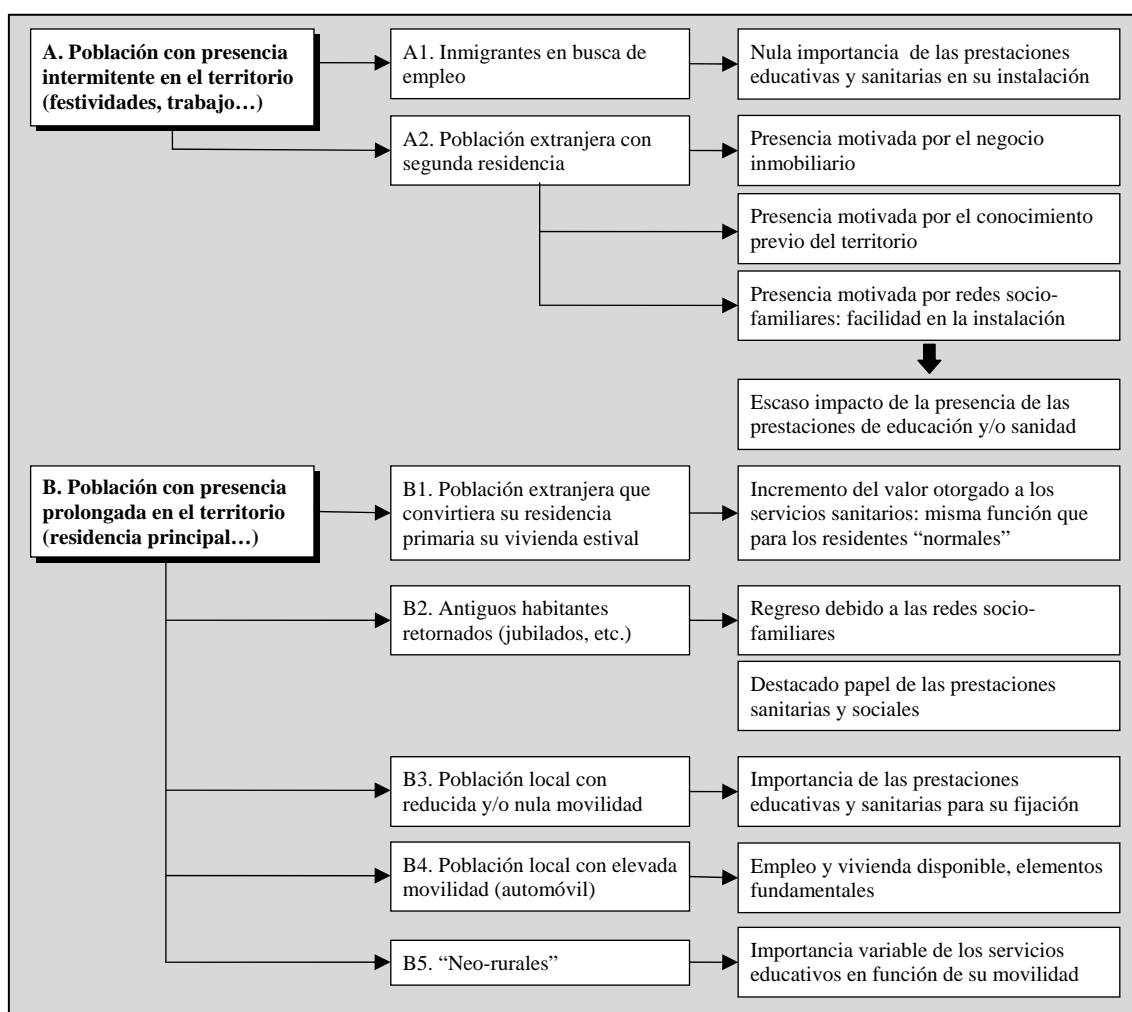 A. Población con presencia
intermitente en el territorio
(festividades, trabajo…)
A1. Inmigrantes en busca de
empleo
Nula importancia de las prestaciones
educativas y sanitarias en su instalación
A2. Población extranjera con
segunda residencia
Presencia motivada por el negocio
inmobiliario
Presencia motivada por el conocimiento
previo del territorio
Presencia motivada por redes socio-
familiares: facilidad en la instalación
Escaso impacto de la presencia de las
prestaciones de educación y/o sanidad
B. Población con presencia
prolongada en el territorio
(residencia principal…)
B1. Población extranjera que
convirtiera su residencia
primaria su vivienda estival
Incremento del valor otorgado a los
servicios sanitarios: misma función que
para los residentes “normales”
B2. Antiguos habitantes
retornados (jubilados, etc.)
Regreso debido a las redes socio-
familiares
Destacado papel de las prestaciones
sanitarias y sociales
B3. Población local con
reducida y/o nula movilidad
Importancia de las prestaciones
educativas y sanitarias para su fijación
B4. Población local con elevada
movilidad (automóvil)
Empleo y vivienda disponible, elementos
fundamentales
B5. “Neo-rurales”
Importancia variable de los servicios
educativos en función de su movilidad